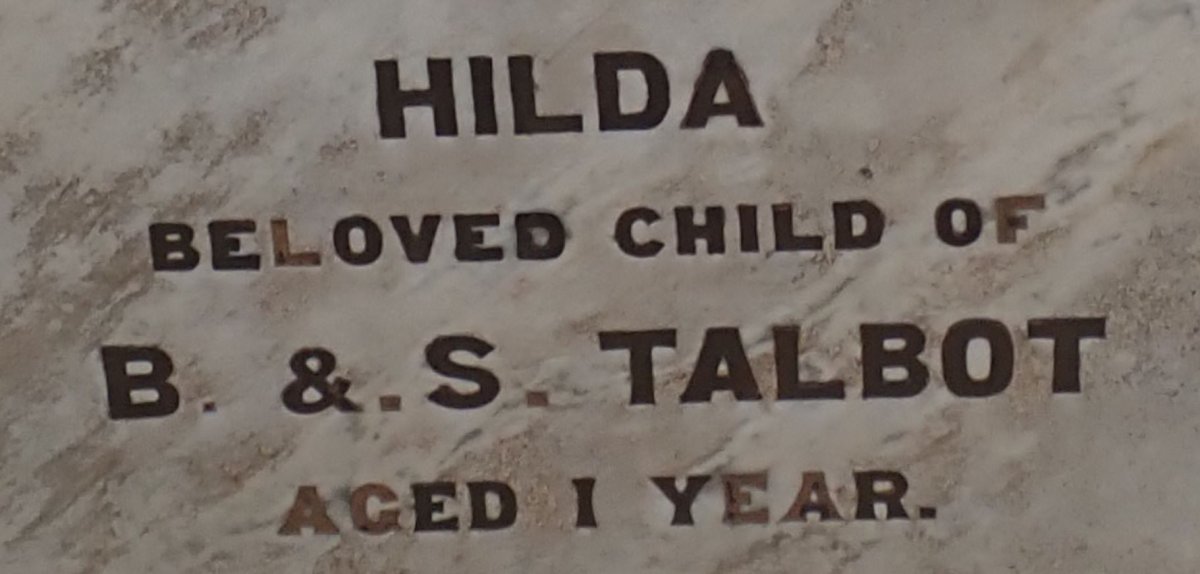 HILDA
BELOVED CHILD OF
B. &. S. TALBOT
AGED 1 YEAR.